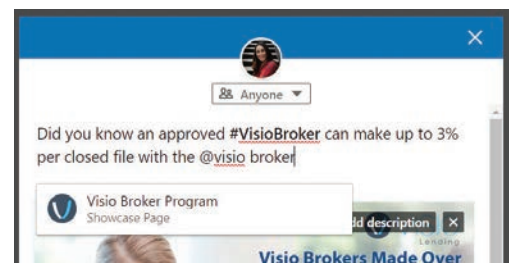 Anyone
Did you know an approved #VisioBroker can make up to 3%
per closed file with the @visio broker
Visio Broker Program
Showcase Page
dd description
Lending
Visio Brokers Made Over